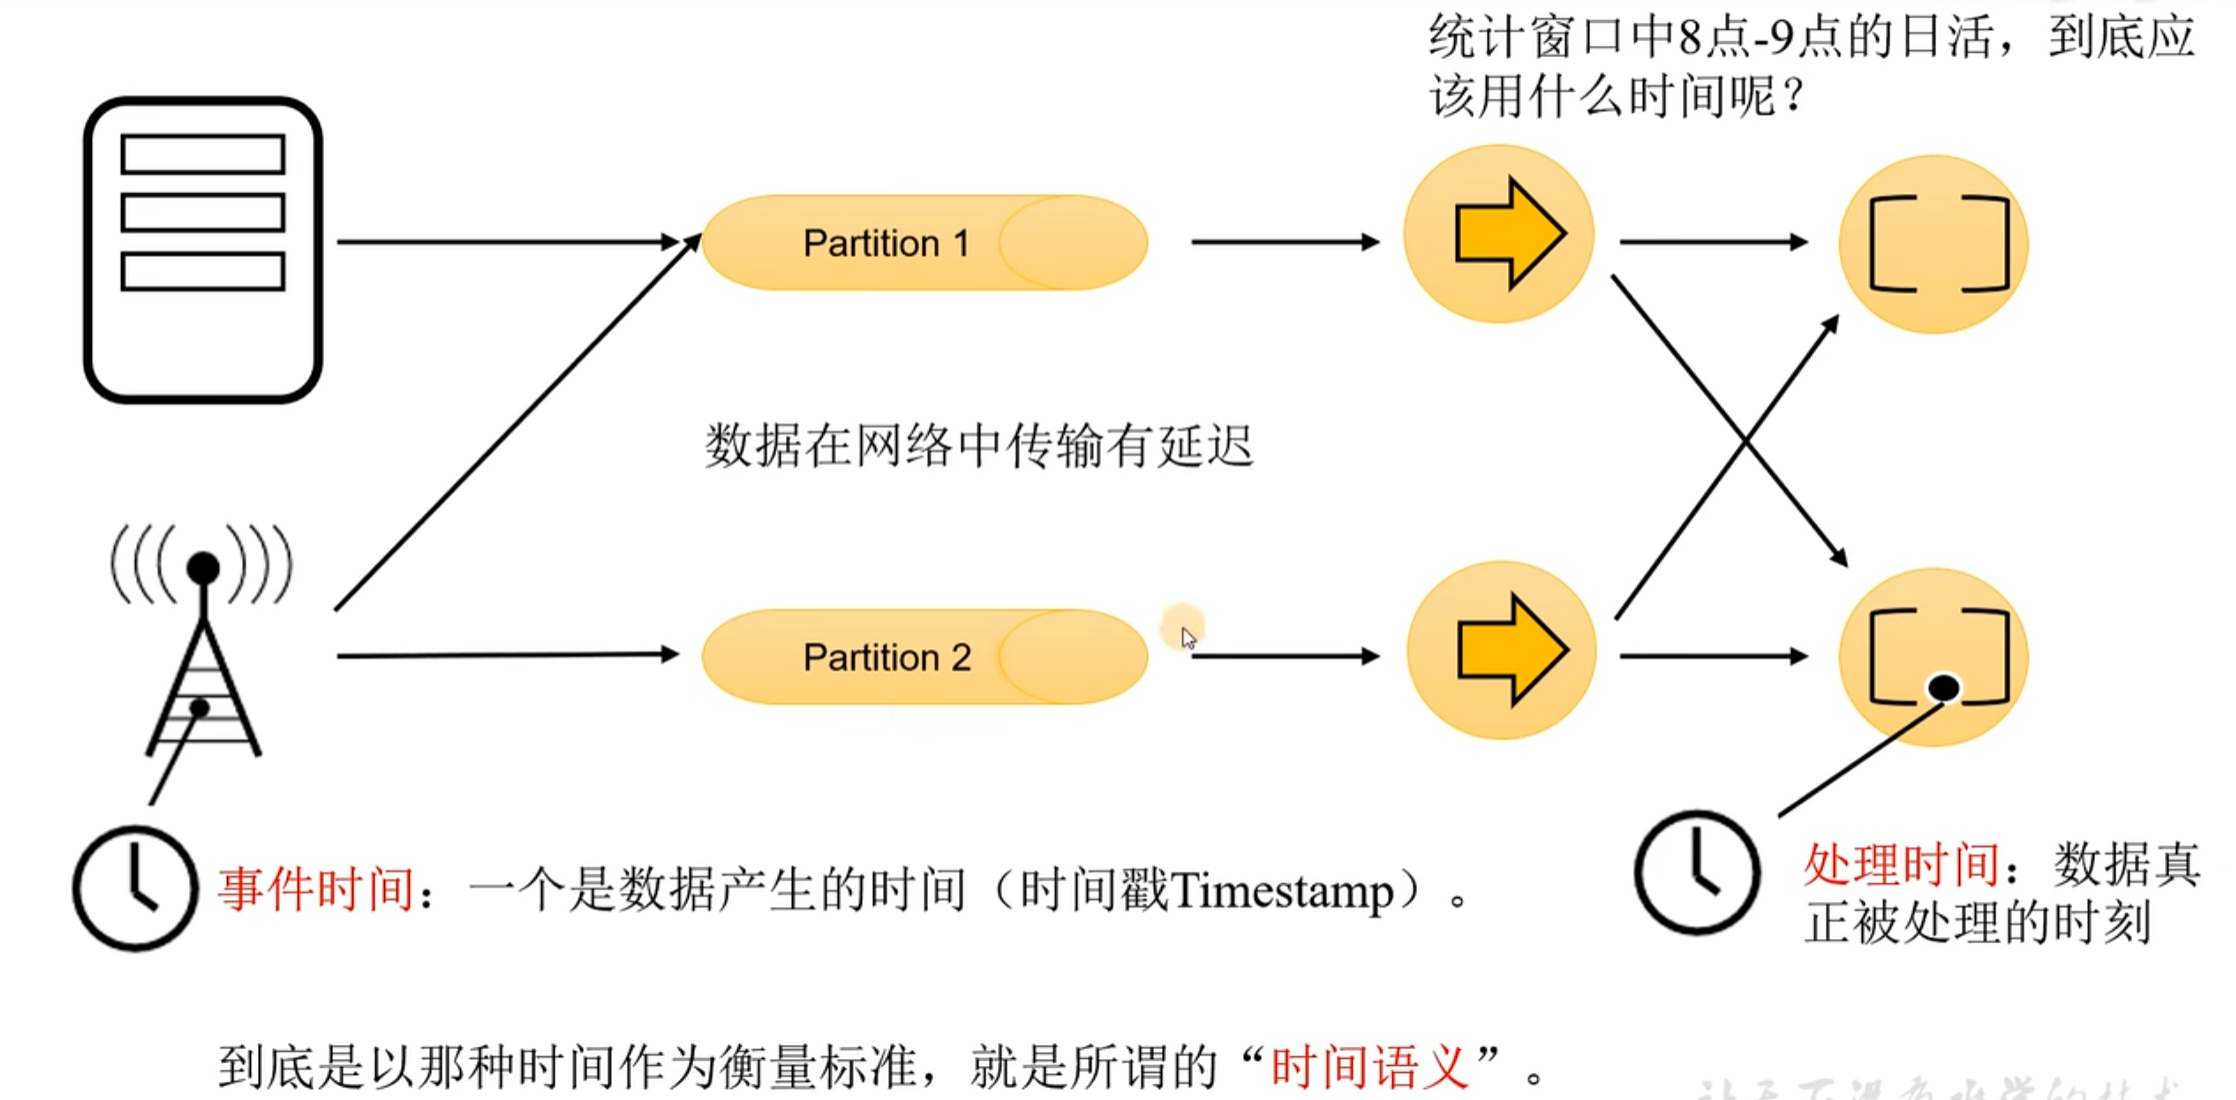 统计窗口中8点-9点的日活，到底应
该用什么时间呢？
Partition 1
数据在网络中传输有延迟
Partition 2
事件时间：一个是数据产生的时间（时间戳Timestamp）。
处理时间：数据真
正被处理的时刻
到底是以那种时间作为衡量标准，就是所谓的“时间语义”。